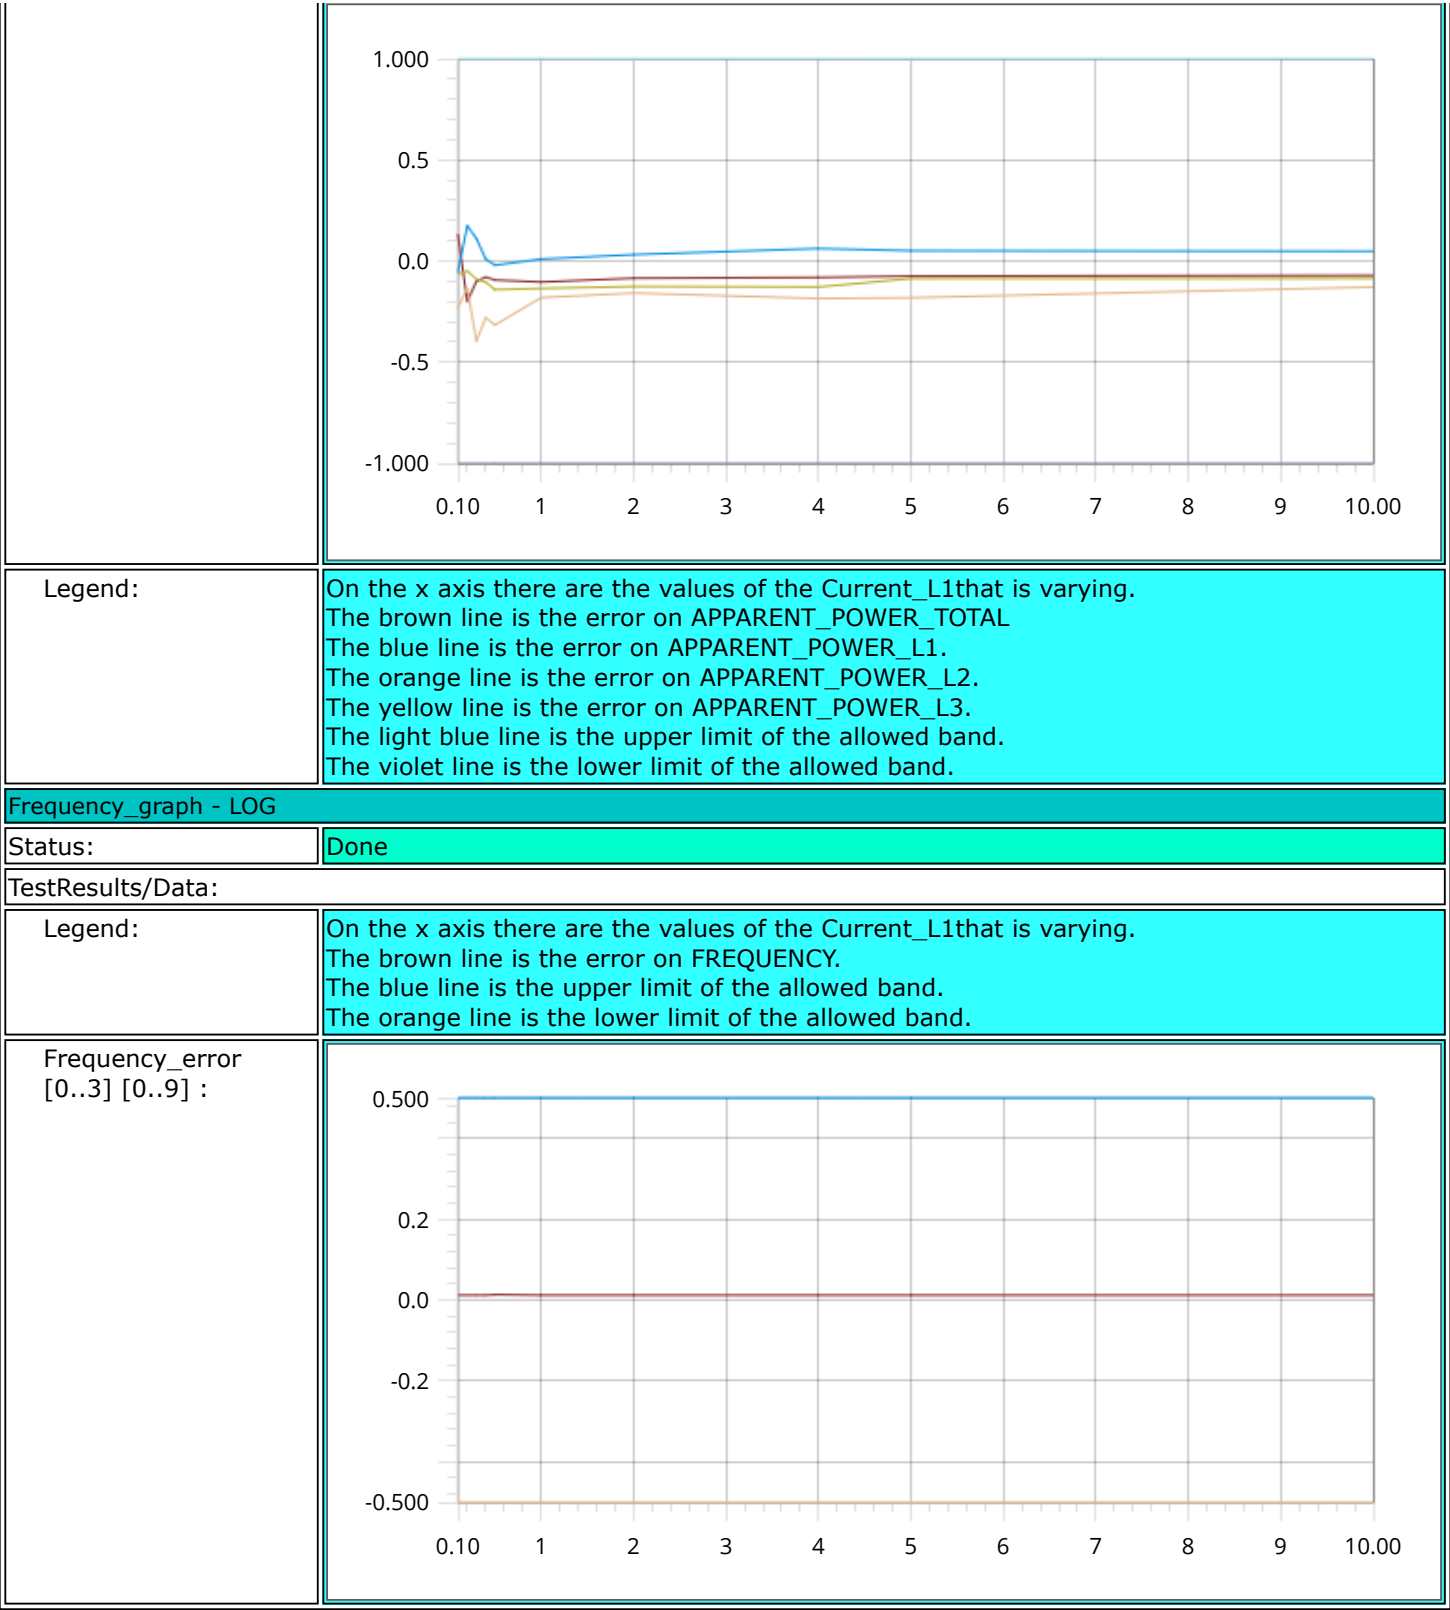 1.000
0.5
0.0
-0.5
-1.000
0.10 1 2 3 4 5 6 7 8 9 10.00
Legend:
On the x axis there are the values of the Current_L1that is varying.
The brown line is the error on APPARENT_POWER_TOTAL
The blue line is the error on APPARENT_POWER_L1.
The orange line is the error on APPARENT_POWER_L2.
The yellow line is the error on APPARENT_POWER_L3.
The light blue line is the upper limit of the allowed band.
The violet line is the lower limit of the allowed band.
Frequency_graph - LOG
Status:
Done
TestResults/Data:
Legend:
On the x axis there are the values of the Current_L1that is varying.
The brown line is the error on FREQUENCY.
The blue line is the upper limit of the allowed band.
The orange line is the lower limit of the allowed band.
Frequency_error
[0..3] [0..9] :
0.500
0.2
0.0
-0.2
-0.500
0.10 1 2 3 4 5 6 7 8 9 10.00